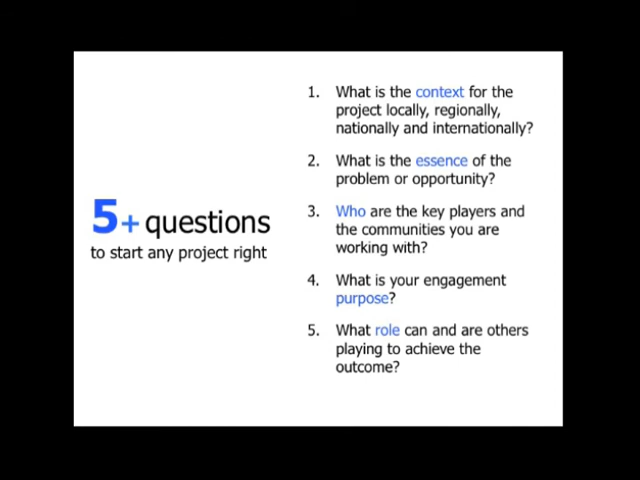 5+ questions
to start any project right
1. What is the context for the
project locally, regionally,
nationally and internationally?
2. What is the essence of the
problem or opportunity?
3. Who are the key players and
the communities you are
working with?
4. What is your engagement
purpose?
5. What role can and are others
playing to achieve the
outcome?